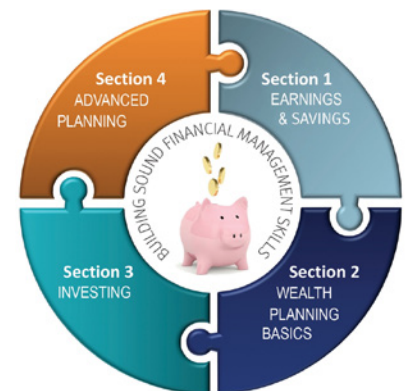 Section 4
ADVANCED
PLANNING
Section 1
EARNINGS
& SAVINGS
BUILDING SOUND FINANCIAL MANAGEMENT SKILLS
Section 3
INVESTING
Section 2
WEALTH
PLANNING
BASICS